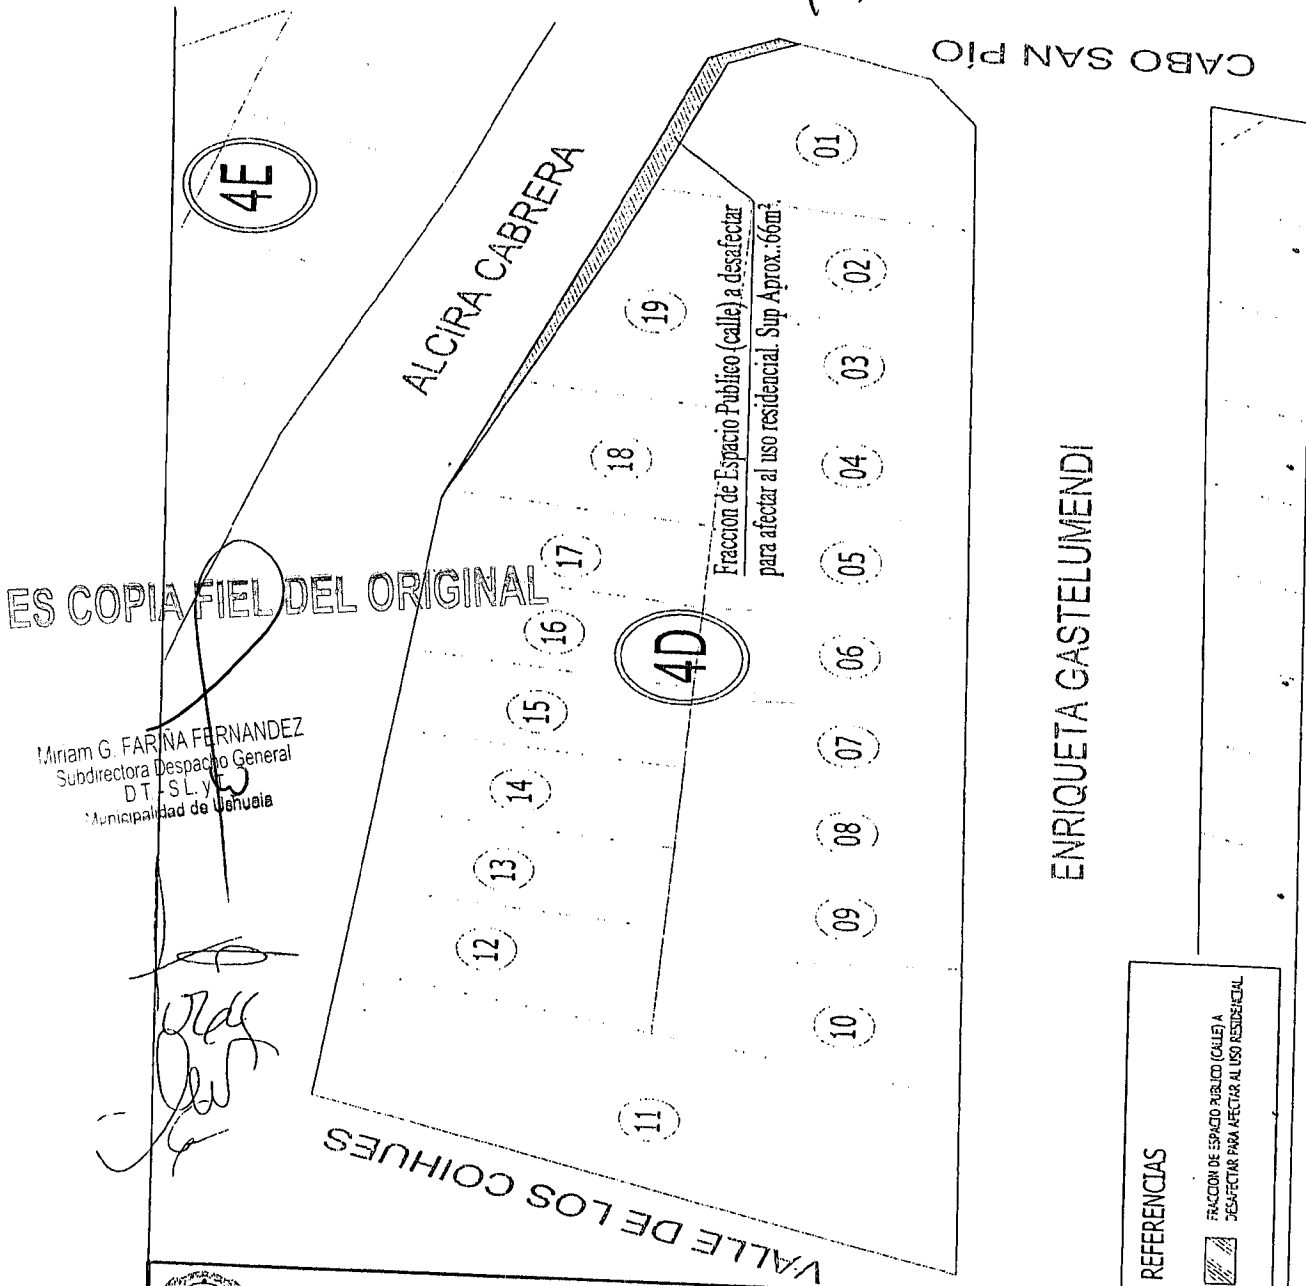 CABO SAN PÍO
4E
ALCIRA CABRERA
01
02
03
04
05
06
07
08
09
10
11
12
13
14
15
16
17
18
19
Fraccion de Espacio Publico (calle) a desafectar
para afectar al uso residencial. Sup Aprox.:66m².
4D
ES COPIA FIEL DEL ORIGINAL
Miriam G. FARIÑA FERNANDEZ
Subdirectora Despacho General
D.T.-S.L. y
Municipalidad de Ushuaia
ENRIQUETA GASTELUMENDI
VALLE DE LOS COIHUES
REFERENCIAS
FRACCION DE ESPACIO PUBLICO (CALLE) A
DESAFECTAR PARA AFECTAR AL USO RESIDENCIAL